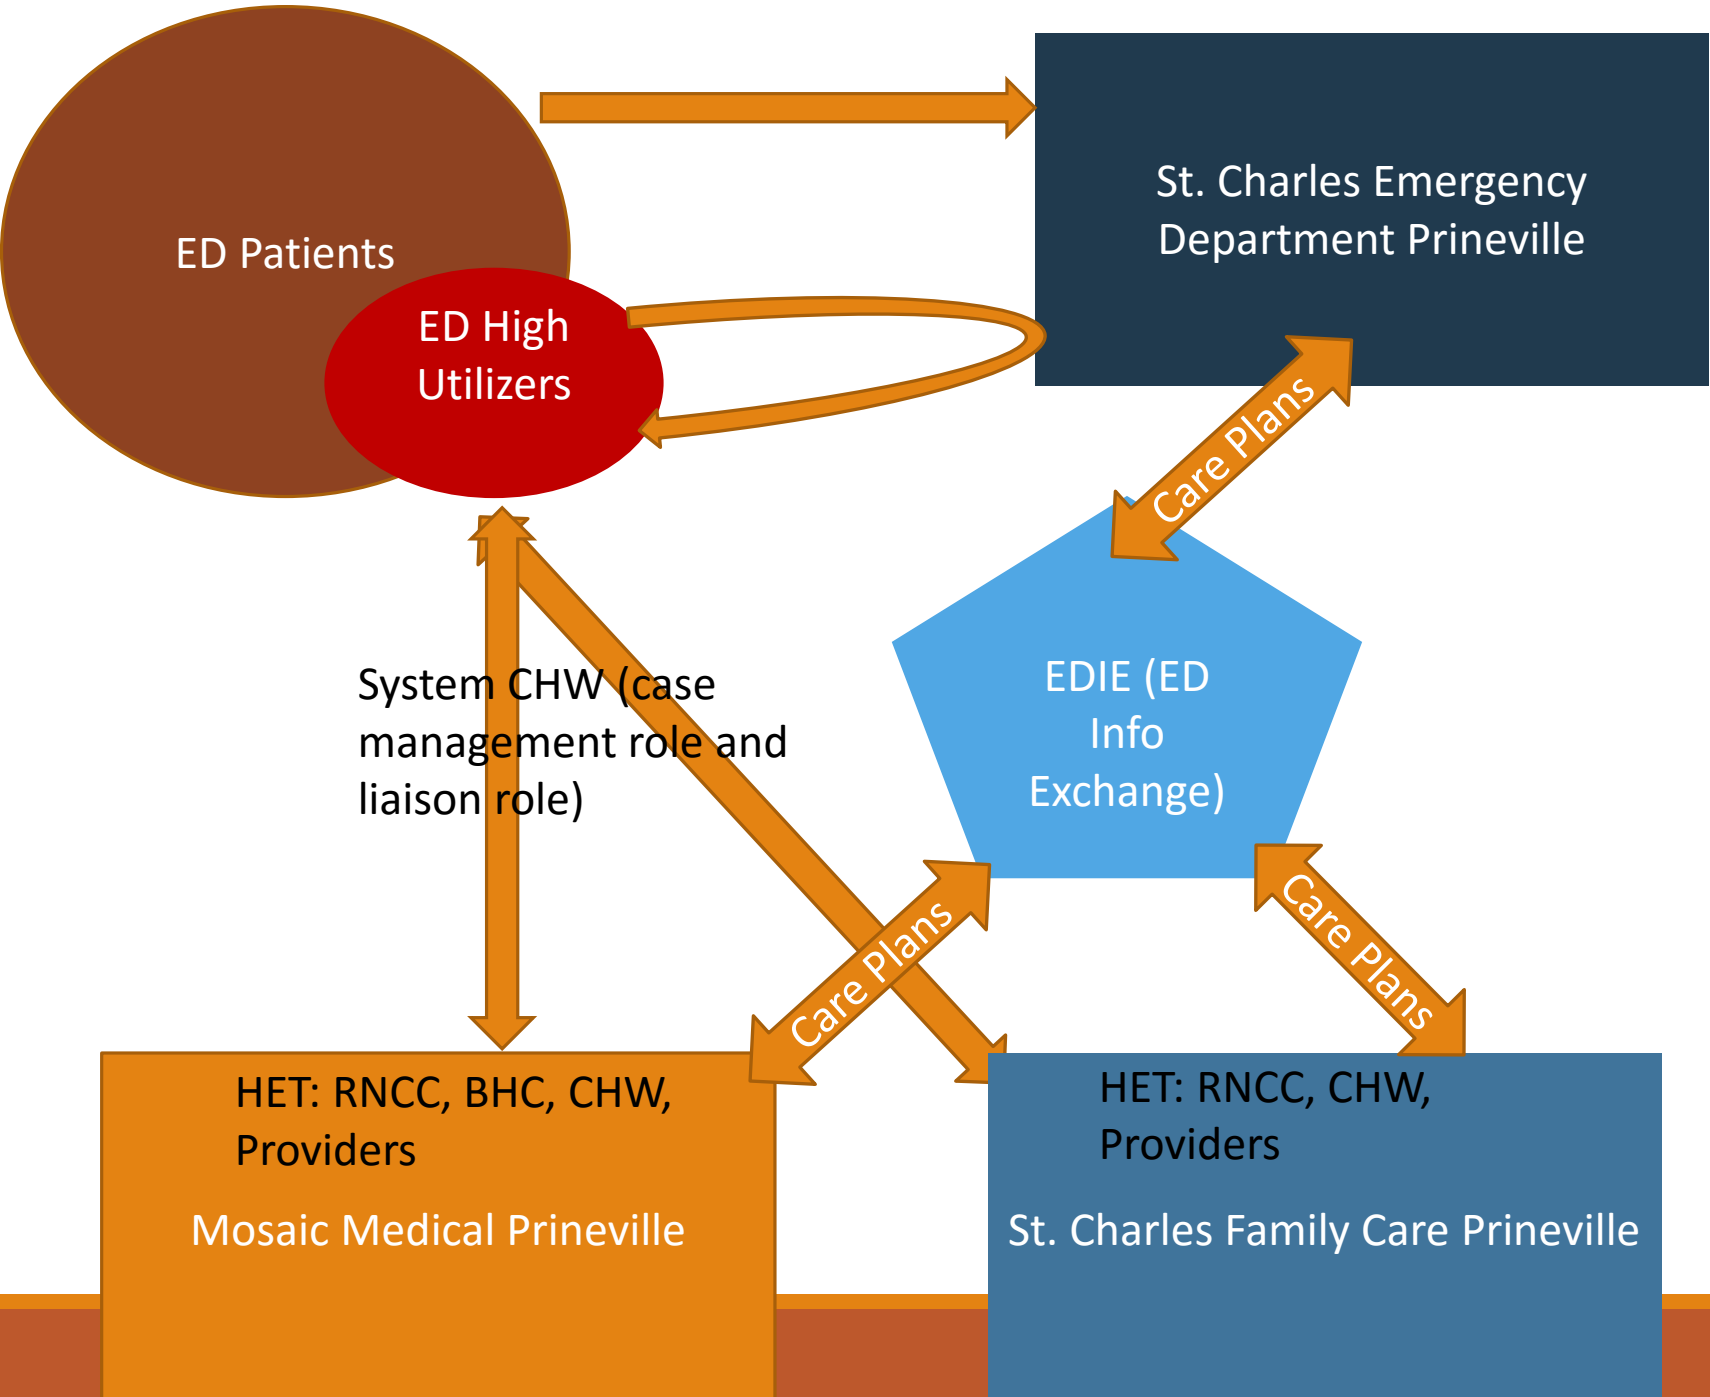 ED Patients
ED High
Utilizers
St. Charles Emergency
Department Prineville
Care Plans
EDIE (ED
Info
Exchange)
System CHW (case
management role and
liaison role)
Care Plans
Care Plans
HET: RNCC, BHC, CHW,
Providers
Mosaic Medical Prineville
HET: RNCC, CHW,
Providers
St. Charles Family Care Prineville